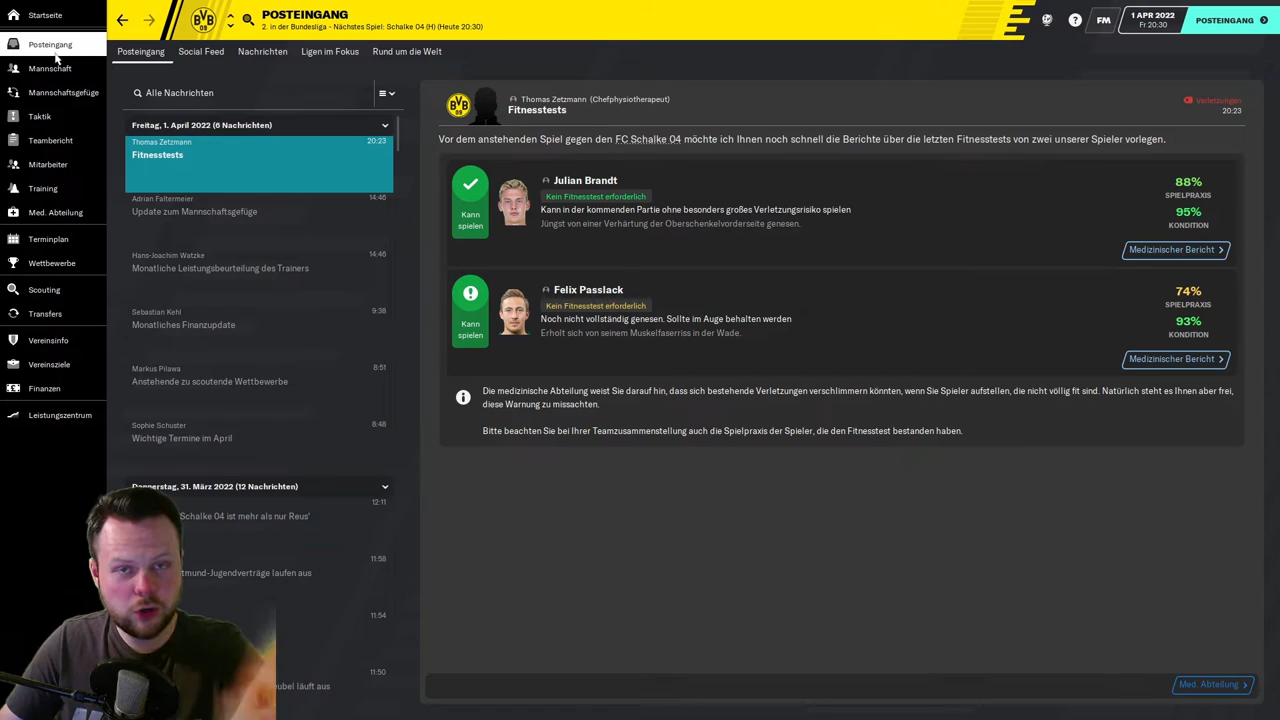 Startseite
Posteingang
Mannschaft
Mannschaftsgefüge
Taktik
Teambericht
Mitarbeiter
Training
Med. Abteilung
Terminplan
Wettbewerbe
Scouting
Transfers
Vereinsinfo
Vereinsziele
Finanzen
Leistungszentrum
BVB 09
POSTEINGANG
2. in der Bundesliga - Nächstes Spiel: Schalke 04 (H) (Heute 20:30)
FM
1 APR 2022
Fr 20:30
POSTEINGANG
Posteingang Social Feed Nachrichten Ligen im Fokus Rund um die Welt
Alle Nachrichten
Freitag, 1. April 2022 (6 Nachrichten)
Thomas Zetzmann 20:23
Fitnesstests
Adrian Faltermeier 14:46
Update zum Mannschaftsgefüge
Hans-Joachim Watzke 14:46
Monatliche Leistungsbeurteilung des Trainers
Sebastian Kehl 9:38
Monatliches Finanzupdate
Markus Pilawa 8:51
Anstehende zu scoutende Wettbewerbe
Sophie Schuster 8:48
Wichtige Termine im April
Donnerstag, 31. März 2022 (12 Nachrichten)
12:11
Schalke 04 ist mehr als nur Reus'
11:58
tmund-Jugendverträge laufen aus
11:54
11:50
eubel läuft aus
BVB 09
Thomas Zetzmann (Chefphysiotherapeut)
Fitnesstests
Verletzungen
20:23
Vor dem anstehenden Spiel gegen den FC Schalke 04 möchte ich Ihnen noch schnell die Berichte über die letzten Fitnesstests von zwei unserer Spieler vorlegen.
Kann
spielen
Julian Brandt
Kein Fitnesstest erforderlich
Kann in der kommenden Partie ohne besonders großes Verletzungsrisiko spielen
Jüngst von einer Verhärtung der Oberschenkelvorderseite genesen.
88%
SPIELPRAXIS
95%
KONDITION
Medizinischer Bericht
Kann
spielen
Felix Passlack
Kein Fitnesstest erforderlich
Noch nicht vollständig genesen. Sollte im Auge behalten werden
Erholt sich von seinem Muskelfaserriss in der Wade.
74%
SPIELPRAXIS
93%
KONDITION
Medizinischer Bericht
Die medizinische Abteilung weist Sie darauf hin, dass sich bestehende Verletzungen verschlimmern könnten, wenn Sie Spieler aufstellen, die nicht völlig fit sind. Natürlich steht es Ihnen aber frei,
diese Warnung zu missachten.
Bitte beachten Sie bei Ihrer Teamzusammenstellung auch die Spielpraxis der Spieler, die den Fitnesstest bestanden haben.
Med. Abteilung